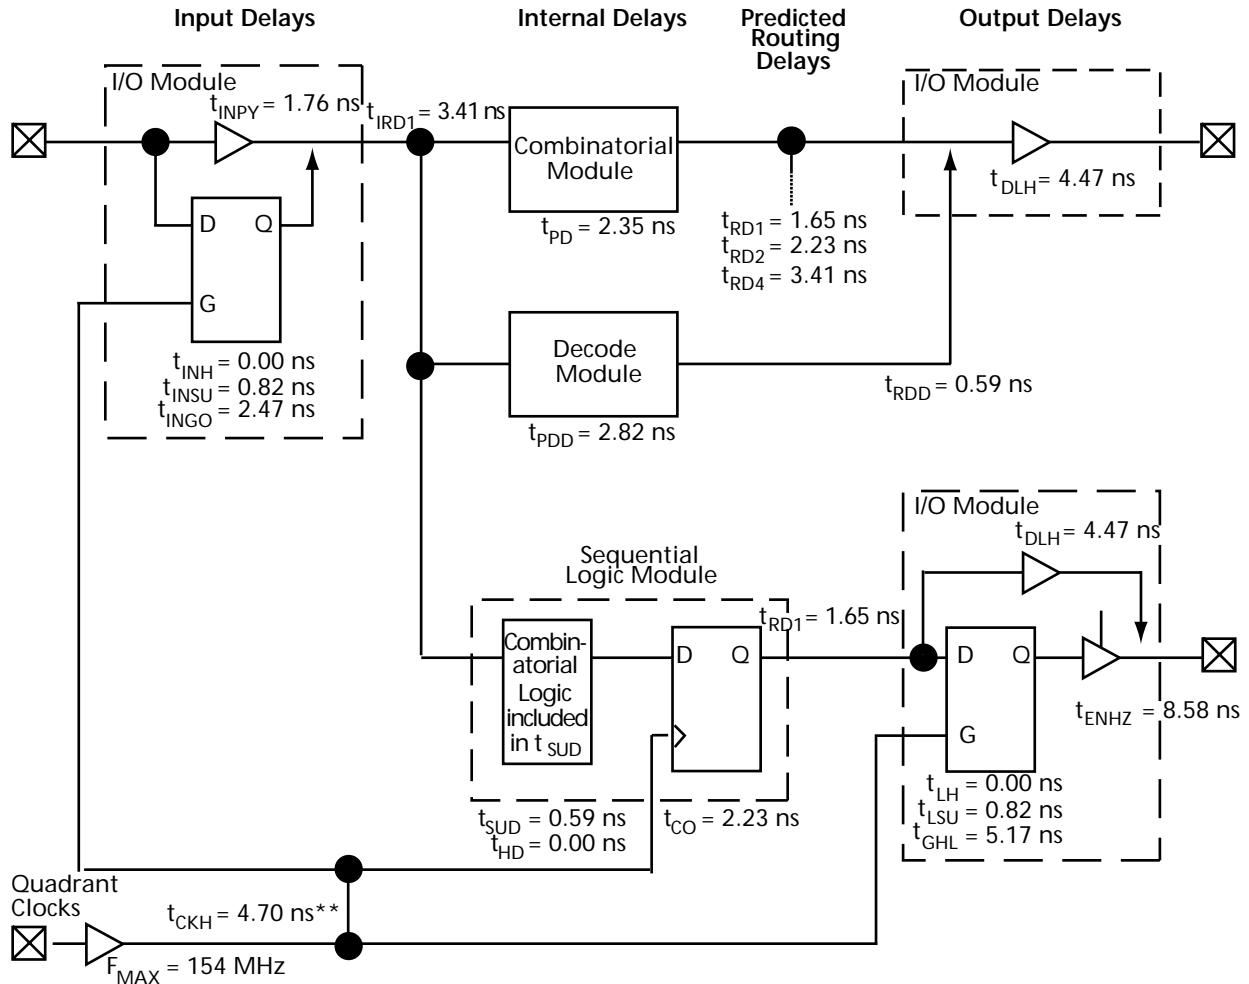 Input Delays
Internal Delays
Predicted
Routing
Delays
Output Delays
I/O Module
tINPY = 1.76 ns
tIRD1 = 3.41 ns
Combinatorial
Module
I/O Module
tDLH = 4.47 ns
D Q
G
tPD = 2.35 ns
tRD1 = 1.65 ns
tRD2 = 2.23 ns
tRD4 = 3.41 ns
tINH = 0.00 ns
tINSU = 0.82 ns
tINGO = 2.47 ns
Decode
Module
tRDD = 0.59 ns
tPDD = 2.82 ns
I/O Module
tDLH = 4.47 ns
Sequential
Logic Module
tRD1 = 1.65 ns
Combin-
atorial
Logic
included
in tSUD
D Q
D Q
G
tENHZ = 8.58 ns
tLH = 0.00 ns
tLSU = 0.82 ns
tGHL = 5.17 ns
tSUD = 0.59 ns
tHD = 0.00 ns
tCO = 2.23 ns
Quadrant
Clocks
tCKH = 4.70 ns**
FMAX = 154 MHz